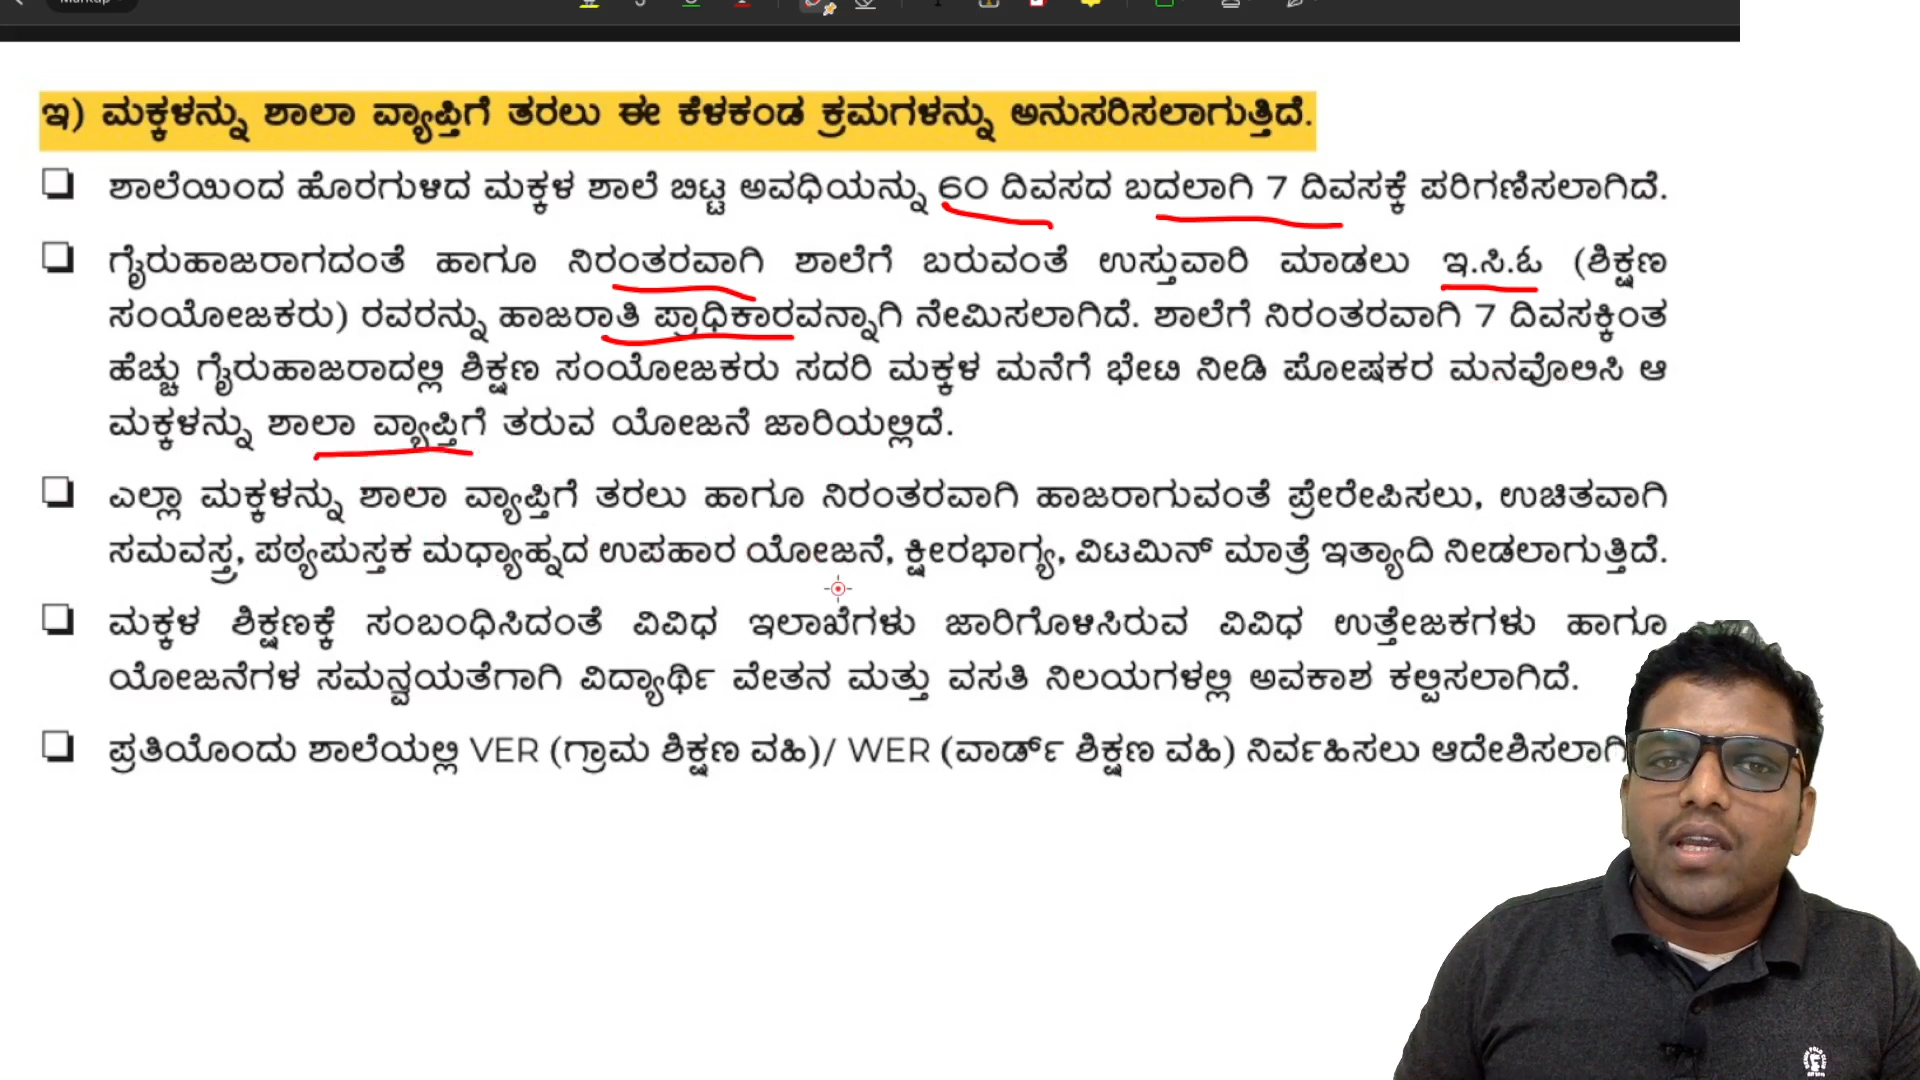 ಇ) ಮಕ್ಕಳನ್ನು ಶಾಲಾ ವ್ಯಾಪ್ತಿಗೆ ತರಲು ಈ ಕೆಳಕಂಡ ಕ್ರಮಗಳನ್ನು ಅನುಸರಿಸಲಾಗುತ್ತಿದೆ.
❑ ಶಾಲೆಯಿಂದ ಹೊರಗುಳಿದ ಮಕ್ಕಳ ಶಾಲೆ ಬಿಟ್ಟ ಅವಧಿಯನ್ನು 60 ದಿವಸದ ಬದಲಾಗಿ 7 ದಿವಸಕ್ಕೆ ಪರಿಗಣಿಸಲಾಗಿದೆ.
❑ ಗೈರುಹಾಜರಾಗದಂತೆ ಹಾಗೂ ನಿರಂತರವಾಗಿ ಶಾಲೆಗೆ ಬರುವಂತೆ ಉಸ್ತುವಾರಿ ಮಾಡಲು ಇ.ಸಿ.ಓ (ಶಿಕ್ಷಣ
ಸಂಯೋಜಕರು) ರವರನ್ನು ಹಾಜರಾತಿ ಪ್ರಾಧಿಕಾರವನ್ನಾಗಿ ನೇಮಿಸಲಾಗಿದೆ. ಶಾಲೆಗೆ ನಿರಂತರವಾಗಿ 7 ದಿವಸಕ್ಕಿಂತ
ಹೆಚ್ಚು ಗೈರುಹಾಜರಾದಲ್ಲಿ ಶಿಕ್ಷಣ ಸಂಯೋಜಕರು ಸದರಿ ಮಕ್ಕಳ ಮನೆಗೆ ಭೇಟಿ ನೀಡಿ ಪೋಷಕರ ಮನವೊಲಿಸಿ ಆ
ಮಕ್ಕಳನ್ನು ಶಾಲಾ ವ್ಯಾಪ್ತಿಗೆ ತರುವ ಯೋಜನೆ ಜಾರಿಯಲ್ಲಿದೆ.
❑ ಎಲ್ಲಾ ಮಕ್ಕಳನ್ನು ಶಾಲಾ ವ್ಯಾಪ್ತಿಗೆ ತರಲು ಹಾಗೂ ನಿರಂತರವಾಗಿ ಹಾಜರಾಗುವಂತೆ ಪ್ರೇರೇಪಿಸಲು, ಉಚಿತವಾಗಿ
ಸಮವಸ್ತ್ರ, ಪಠ್ಯಪುಸ್ತಕ ಮಧ್ಯಾಹ್ನದ ಉಪಹಾರ ಯೋಜನೆ, ಕ್ಷೀರಭಾಗ್ಯ, ವಿಟಮಿನ್ ಮಾತ್ರೆ ಇತ್ಯಾದಿ ನೀಡಲಾಗುತ್ತಿದೆ.
❑ ಮಕ್ಕಳ ಶಿಕ್ಷಣಕ್ಕೆ ಸಂಬಂಧಿಸಿದಂತೆ ವಿವಿಧ ಇಲಾಖೆಗಳು ಜಾರಿಗೊಳಿಸಿರುವ ವಿವಿಧ ಉತ್ತೇಜಕಗಳು ಹಾಗೂ
ಯೋಜನೆಗಳ ಸಮನ್ವಯತೆಗಾಗಿ ವಿದ್ಯಾರ್ಥಿ ವೇತನ ಮತ್ತು ವಸತಿ ನಿಲಯಗಳಲ್ಲಿ ಅವಕಾಶ ಕಲ್ಪಿಸಲಾಗಿದೆ.
❑ ಪ್ರತಿಯೊಂದು ಶಾಲೆಯಲ್ಲಿ VER (ಗ್ರಾಮ ಶಿಕ್ಷಣ ವಹಿ)/ WER (ವಾರ್ಡ್ ಶಿಕ್ಷಣ ವಹಿ) ನಿರ್ವಹಿಸಲು ಆದೇಶಿಸಲಾಗಿ